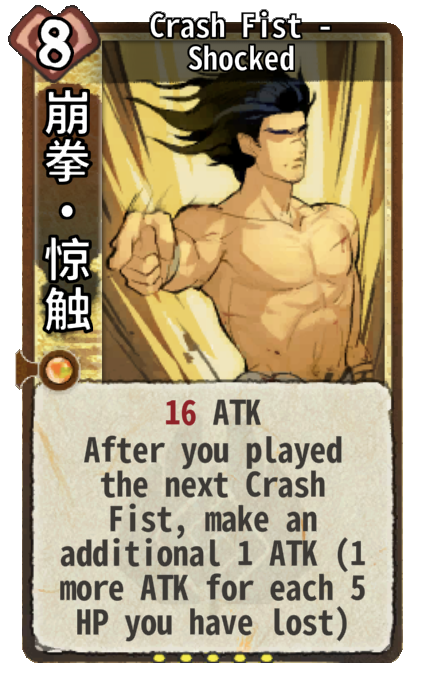 8
Crash Fist -
Shocked
崩拳·惊触
16 ATK
After you played
the next Crash
Fist, make an
additional 1 ATK (1
more ATK for each 5
HP you have lost)